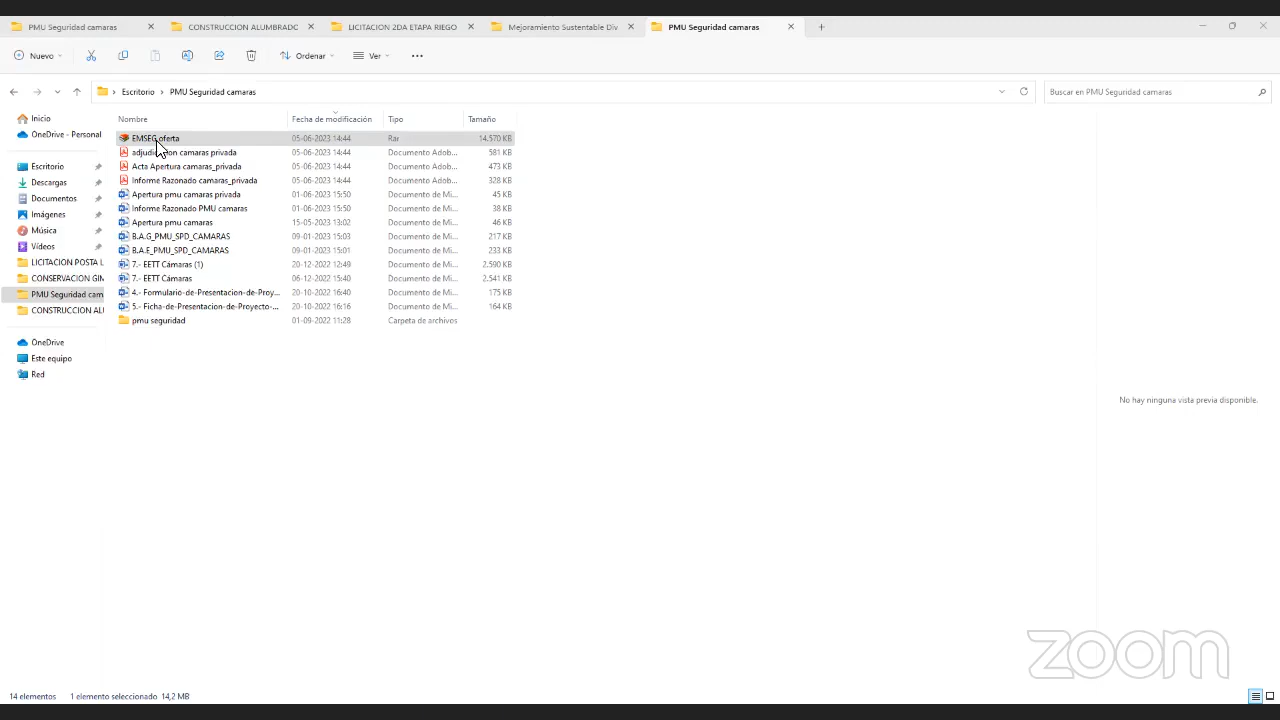 PMU Seguridad camaras
CONSTRUCCION ALUMBRADO
LICITACION 2DA ETAPA RIEGO
Mejoramiento Sustentable Div
PMU Seguridad camaras
Nuevo
Ordenar
Ver
Escritorio > PMU Seguridad camaras
Buscar en PMU Seguridad camaras
Inicio
OneDrive - Personal
Escritorio
Descargas
Documentos
Imágenes
Música
Vídeos
LICITACION POSTA L
CONSERVACION GIM
PMU Seguridad cam
CONSTRUCCION ALU
OneDrive
Este equipo
Red
Nombre Fecha de modificación Tipo Tamaño
EMSEG oferta 05-06-2023 14:44 Rar 14.570 KB
adjudicacion camaras privada 05-06-2023 14:44 Documento Adob... 581 KB
Acta Apertura camaras_privada 05-06-2023 14:44 Documento Adob... 473 KB
Informe Razonado camaras_privada 05-06-2023 14:44 Documento Adob... 328 KB
Apertura pmu camaras privada 01-06-2023 15:50 Documento de Mi... 45 KB
Informe Razonado PMU camaras 01-06-2023 15:50 Documento de Mi... 38 KB
Apertura pmu camaras 15-05-2023 13:02 Documento de Mi... 46 KB
B.A.G_PMU_SPD_CAMARAS 09-01-2023 15:03 Documento de Mi... 217 KB
B.A.E_PMU_SPD_CAMARAS 09-01-2023 15:01 Documento de Mi... 233 KB
7.- EETT Cámaras (1) 20-12-2022 12:49 Documento de Mi... 2.590 KB
7.- EETT Cámaras 06-12-2022 15:40 Documento de Mi... 2.541 KB
4.- Formulario-de-Presentacion-de-Proy... 20-10-2022 16:40 Documento de Mi... 175 KB
5.- Ficha-de-Presentacion-de-Proyecto-... 20-10-2022 16:16 Documento de Mi... 164 KB
pmu seguridad 01-09-2022 11:28 Carpeta de archivos
No hay ninguna vista previa disponible.
zoom
14 elementos 1 elemento seleccionado 14,2 MB